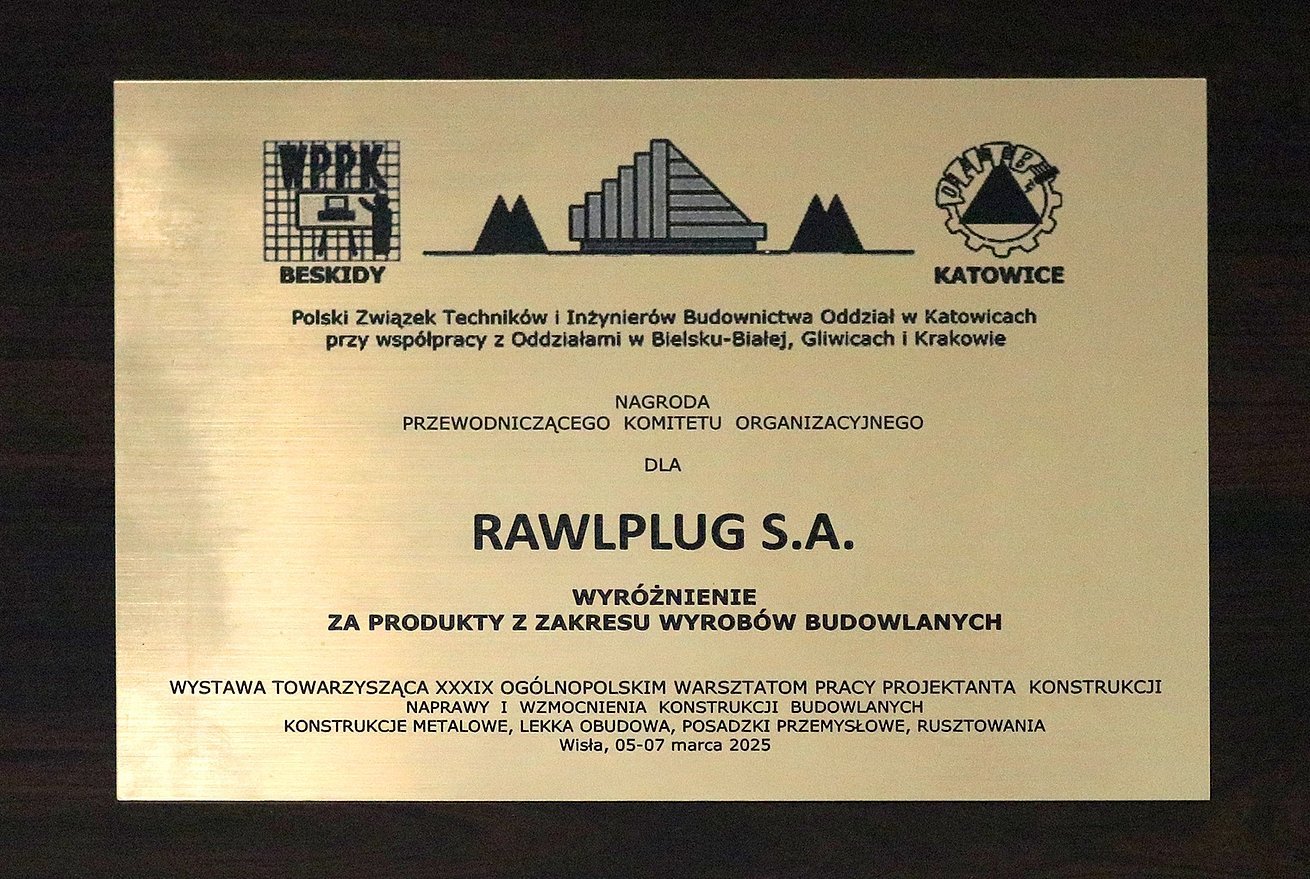 WPPK
BESKIDY
KATOWICE
Polski Związek Techników i Inżynierów Budownictwa Oddział w Katowicach
przy współpracy z Oddziałami w Bielsku-Białej, Gliwicach i Krakowie
NAGRODA
PRZEWODNICZĄCEGO KOMITETU ORGANIZACYJNEGO
DLA
RAWLPLUG S.A.
WYRÓŻNIENIE
ZA PRODUKTY Z ZAKRESU WYROBÓW BUDOWLANYCH
WYSTAWA TOWARZYSZĄCA XXXIX OGÓLNOPOLSKIM WARSZTATOM PRACY PROJEKTANTA KONSTRUKCJI
NAPRAWY I WZMOCNIENIA KONSTRUKCJI BUDOWLANYCH
KONSTRUKCJE METALOWE, LEKKA OBUDOWA, POSADZKI PRZEMYSŁOWE, RUSZTOWANIA
Wisła, 05-07 marca 2025